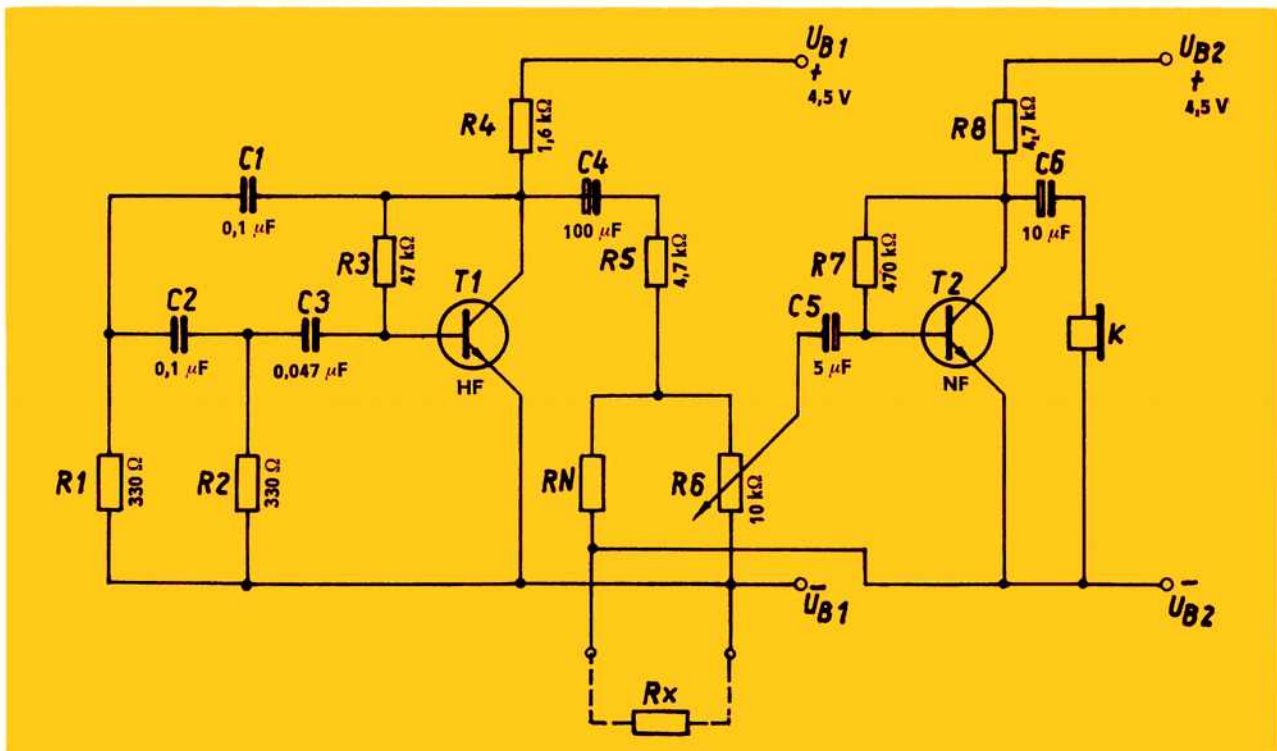 UB1
+
4,5 V
UB2
+
4,5 V
R4
1,6 kΩ
R8
4,7 kΩ
C1
0,1 µF
C4
100 µF
C6
10 µF
R3
47 kΩ
R5
4,7 kΩ
R7
470 kΩ
T1
HF
T2
NF
C2
0,1 µF
C3
0,047 µF
C5
5 µF
K
R1
330 Ω
R2
330 Ω
RN
R6
10 kΩ
UB1
−
UB2
−
Rx